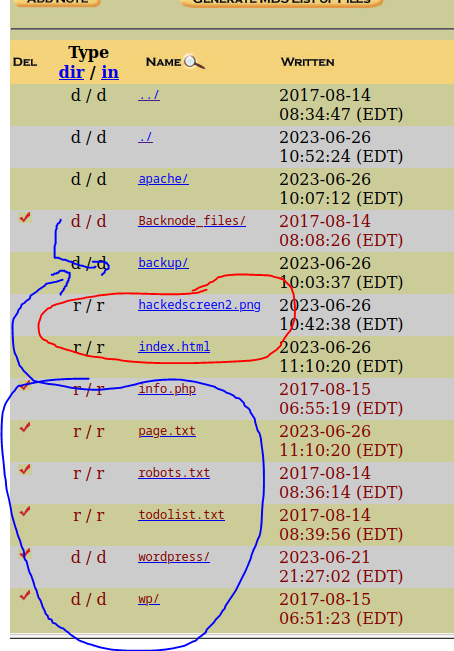 ADD NOTE GENERATE MD5 LIST OF FILES
DEL Type NAME WRITTEN
dir / in
d / d ../ 2017-08-14
08:34:47 (EDT)
d / d ./ 2023-06-26
10:52:24 (EDT)
d / d apache/ 2023-06-26
10:07:12 (EDT)
d / d Backnode_files/ 2017-08-14
08:08:26 (EDT)
d / d backup/ 2023-06-26
10:03:37 (EDT)
r / r hackedscreen2.png 2023-06-26
10:42:38 (EDT)
r / r index.html 2023-06-26
11:10:20 (EDT)
r / r info.php 2017-08-15
06:55:19 (EDT)
r / r page.txt 2023-06-26
11:10:20 (EDT)
r / r robots.txt 2017-08-14
08:36:14 (EDT)
r / r todolist.txt 2017-08-14
08:39:56 (EDT)
d / d wordpress/ 2023-06-21
21:27:02 (EDT)
d / d wp/ 2017-08-15
06:51:23 (EDT)